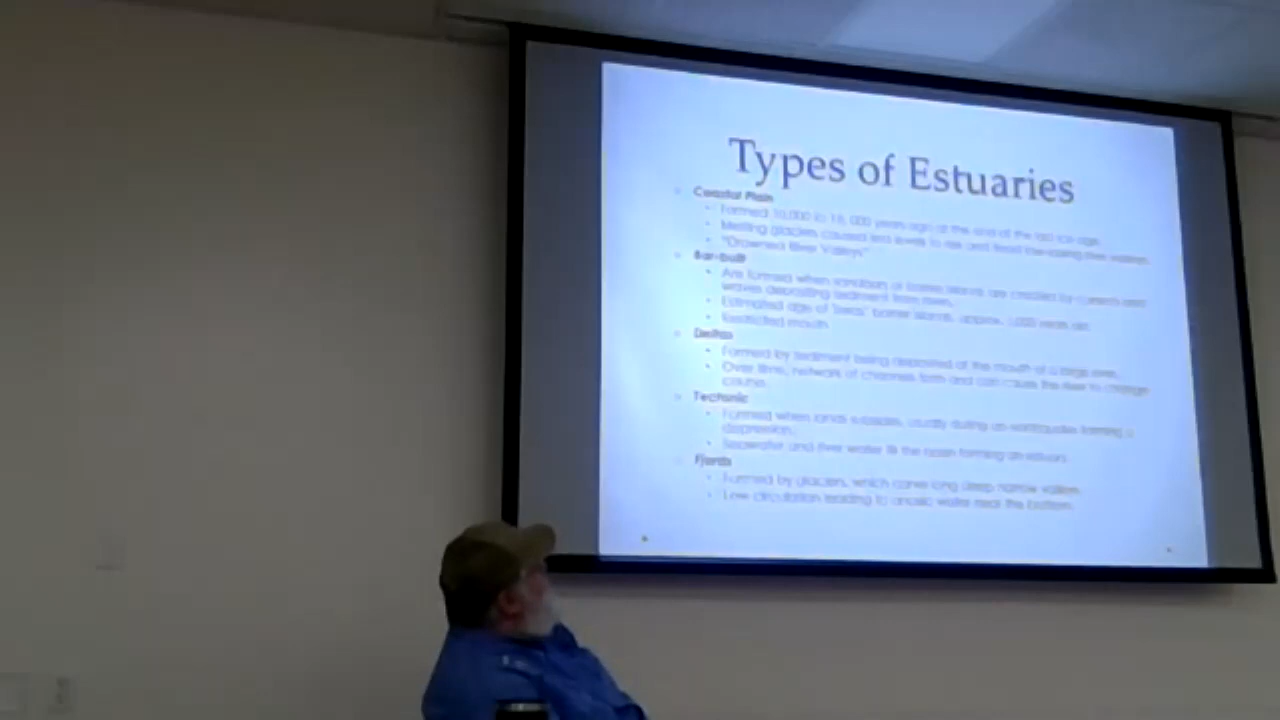 Types of Estuaries
Coastal Plain
Formed 10,000 to 15, 000 years ago at the end of the last ice age.
Melting glaciers caused sea levels to rise and flood the existing river valleys
"Drowned River Valleys"
Bar-built
Are formed when sandbars or barrier islands are created by currents and
waves depositing sediment from rivers.
Estimated age of barrier islands: approx. years old.
Restricted mouth
Deltas
Formed by sediment being deposited at the mouth of a large river.
Over time, network of channels form and can cause the river to change
course.
Tectonic
Formed when lands subsides, usually during an earthquake forming a
depression.
Seawater and river water fill the basin forming an estuary.
Fjords
Formed by glaciers, which carve long deep narrow valleys
Low circulation leading to anoxic water near the bottom.